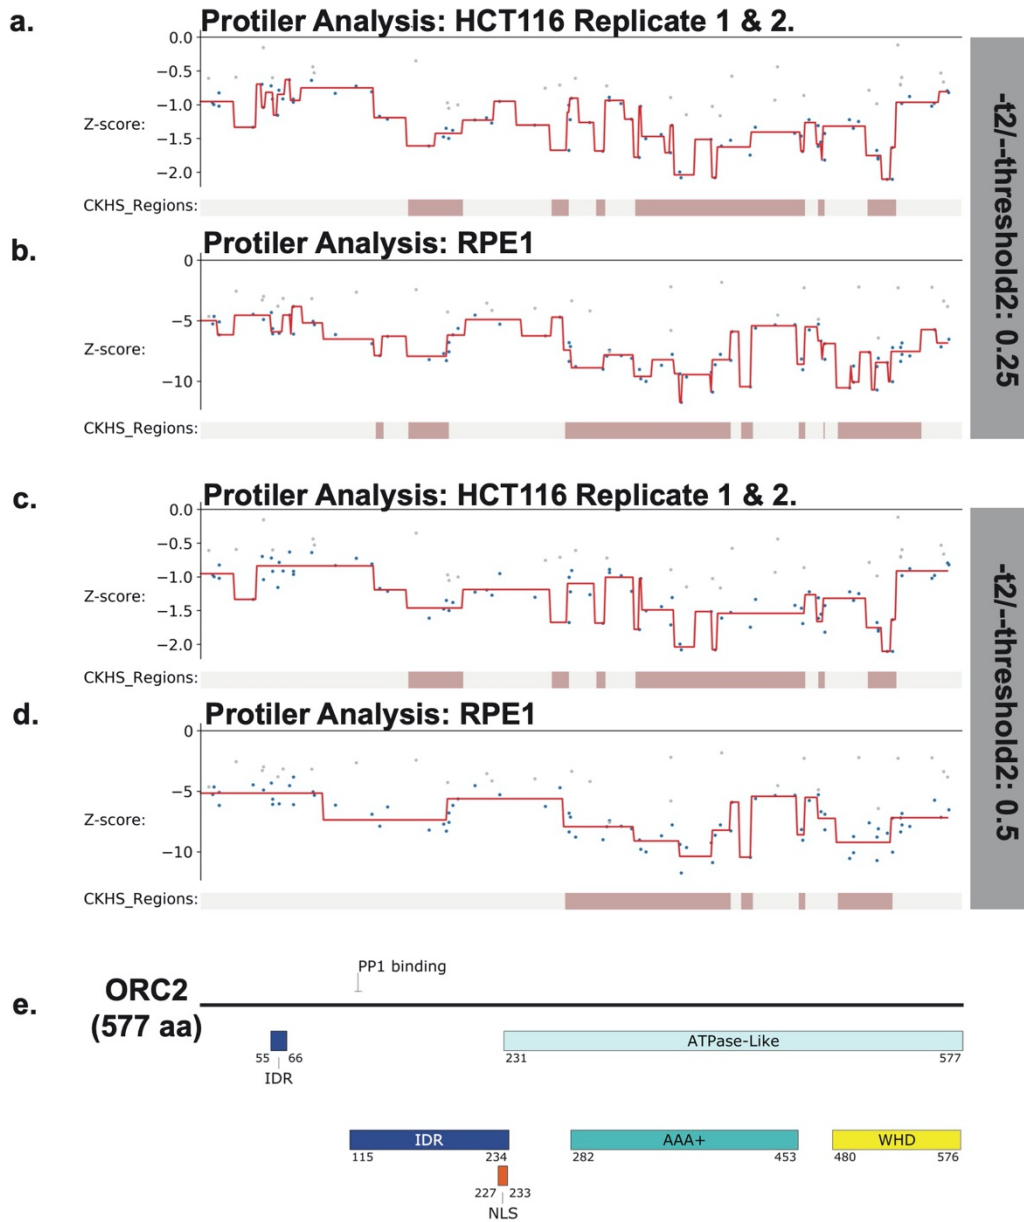 a.
Protiler Analysis: HCT116 Replicate 1 & 2.
0.0
−0.5
−1.0
−1.5
−2.0
Z-score:
CKHS_Regions:
b.
Protiler Analysis: RPE1
0
−5
−10
Z-score:
CKHS_Regions:
-t2/--threshold2: 0.25
c.
Protiler Analysis: HCT116 Replicate 1 & 2.
0.0
−0.5
−1.0
−1.5
−2.0
Z-score:
CKHS_Regions:
d.
Protiler Analysis: RPE1
0
−5
−10
Z-score:
CKHS_Regions:
-t2/--threshold2: 0.5
e.
ORC2
(577 aa)
PP1 binding
55 66
IDR
ATPase-Like
231 577
IDR
115 234
227 233
NLS
AAA+
282 453
WHD
480 576